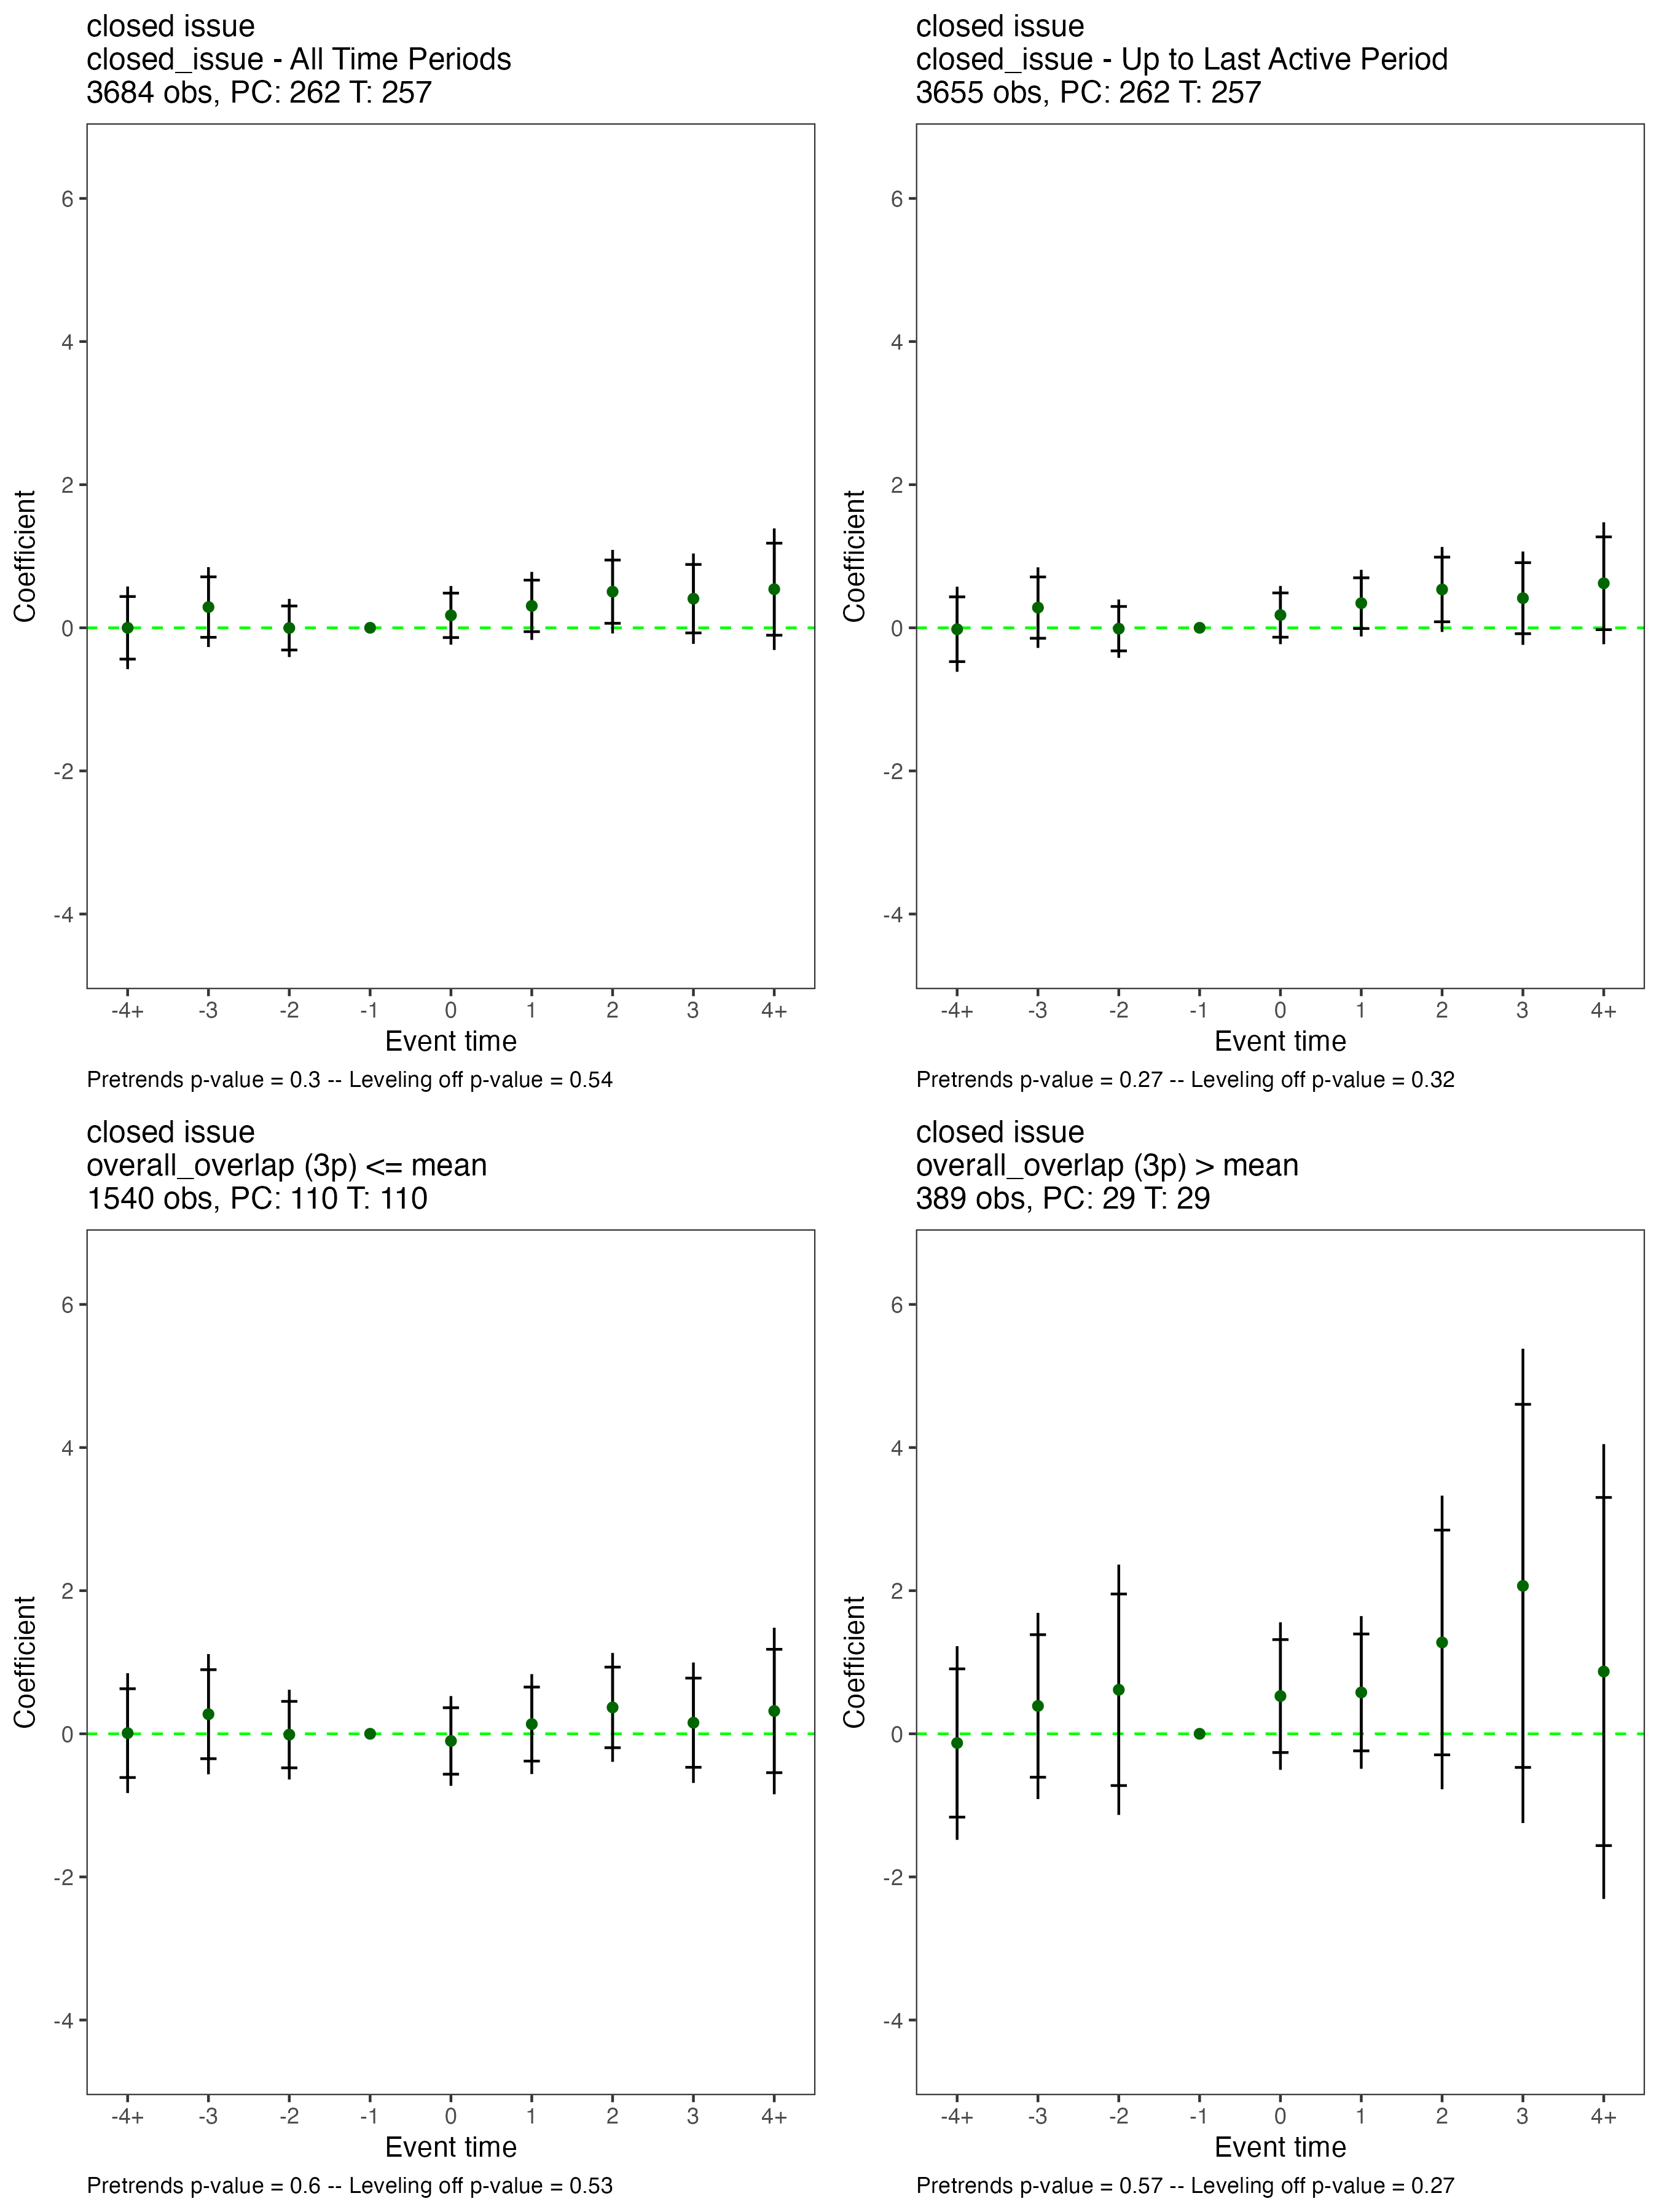 closed issue
closed_issue - All Time Periods
3684 obs, PC: 262 T: 257
6
4
2
0
-2
-4
Coefficient
-4+ -3 -2 -1 0 1 2 3 4+
Event time
Pretrends p-value = 0.3 -- Leveling off p-value = 0.54
closed issue
closed_issue - Up to Last Active Period
3655 obs, PC: 262 T: 257
6
4
2
0
-2
-4
Coefficient
-4+ -3 -2 -1 0 1 2 3 4+
Event time
Pretrends p-value = 0.27 -- Leveling off p-value = 0.32
closed issue
overall_overlap (3p) <= mean
1540 obs, PC: 110 T: 110
6
4
2
0
-2
-4
Coefficient
-4+ -3 -2 -1 0 1 2 3 4+
Event time
Pretrends p-value = 0.6 -- Leveling off p-value = 0.53
closed issue
overall_overlap (3p) > mean
389 obs, PC: 29 T: 29
6
4
2
0
-2
-4
Coefficient
-4+ -3 -2 -1 0 1 2 3 4+
Event time
Pretrends p-value = 0.57 -- Leveling off p-value = 0.27